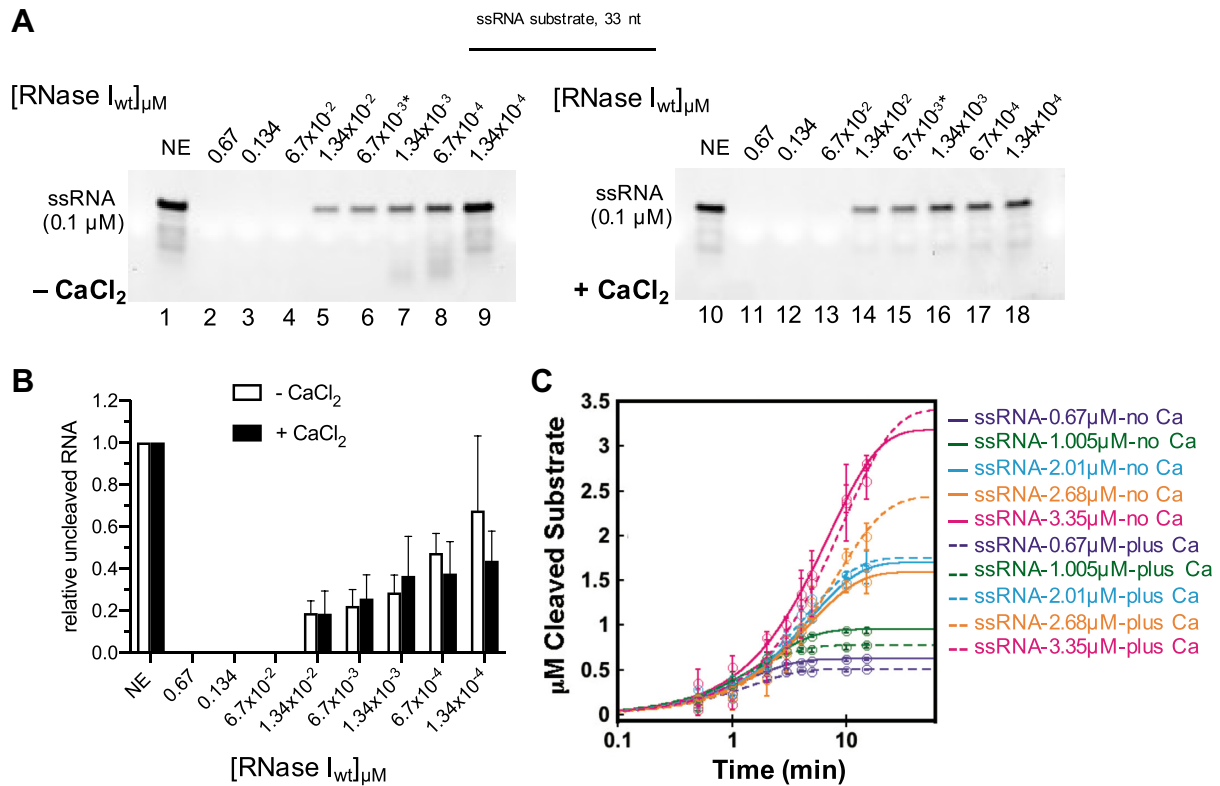 A
ssRNA substrate, 33 nt
[RNase I wt] μM
NE 0.67 0.134 6.7x10-2 1.34x10-2 6.7x10-3* 1.34x10-3 6.7x10-4 1.34x10-4
ssRNA
(0.1 μM)
– CaCl2
1 2 3 4 5 6 7 8 9
[RNase I wt] μM
NE 0.67 0.134 6.7x10-2 1.34x10-2 6.7x10-3* 1.34x10-3 6.7x10-4 1.34x10-4
ssRNA
(0.1 μM)
+ CaCl2
10 11 12 13 14 15 16 17 18
B
- CaCl2
+ CaCl2
relative uncleaved RNA
1.2
1.0
0.8
0.6
0.4
0.2
0.0
NE 0.67 0.134 6.7x10-2 1.34x10-2 6.7x10-3 1.34x10-3 6.7x10-4 1.34x10-4
[RNase I wt] μM
C
μM Cleaved Substrate
3.5
3
2.5
2
1.5
1
0.5
0
0.1 1 10
Time (min)
ssRNA-0.67μM-no Ca
ssRNA-1.005μM-no Ca
ssRNA-2.01μM-no Ca
ssRNA-2.68μM-no Ca
ssRNA-3.35μM-no Ca
ssRNA-0.67μM-plus Ca
ssRNA-1.005μM-plus Ca
ssRNA-2.01μM-plus Ca
ssRNA-2.68μM-plus Ca
ssRNA-3.35μM-plus Ca